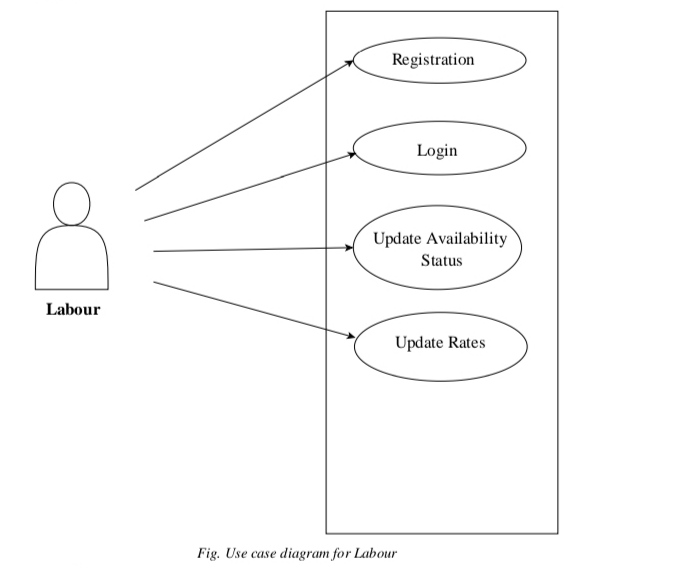 Registration
Login
Update Availability
Status
Update Rates
Labour
Fig. Use case diagram for Labour